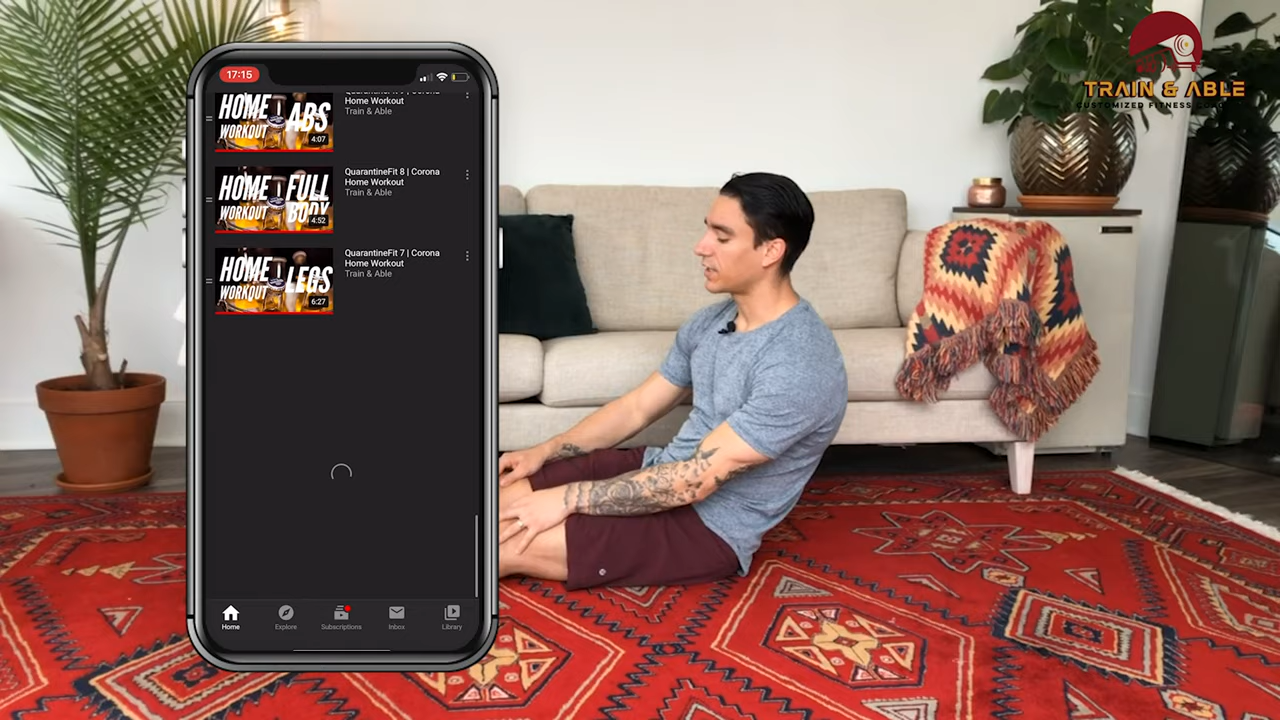 17:15
HOME
WORKOUT
ABS
4:07
Home Workout
Train & Able
HOME
WORKOUT
FULL
BODY
4:52
QuarantineFit 8 | Corona
Home Workout
Train & Able
HOME
WORKOUT
LEGS
6:27
QuarantineFit 7 | Corona
Home Workout
Train & Able
Home
Explore
Subscriptions
Inbox
Library
TRAIN & ABLE
CUSTOMIZED FITNESS